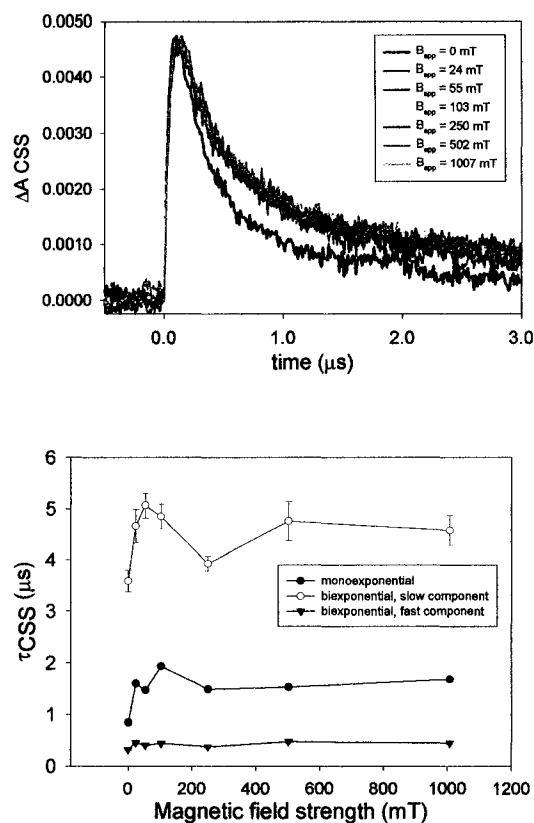 0.0050
0.0040
0.0030
0.0020
0.0010
0.0000
ΔA CSS
B_app = 0 mT
B_app = 24 mT
B_app = 55 mT
B_app = 103 mT
B_app = 250 mT
B_app = 502 mT
B_app = 1007 mT
0.0 1.0 2.0 3.0
time (μs)
6
5
4
3
2
1
0
τCSS (μs)
monoexponential
biexponential, slow component
biexponential, fast component
0 200 400 600 800 1000 1200
Magnetic field strength (mT)